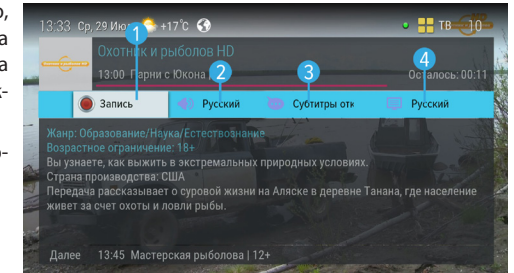 о,
а
а
к-
о-
13:33 Ср, 29 Июл +17°C ТВ 10
1
Охотник и рыболов HD
2 3 4
13:00 Парни с Юкона Осталось: 00:11
Запись Русский Субтитры отк Русский
Жанр: Образование/Наука/Естествознание
Возрастное ограничение: 18+
Вы узнаете, как выжить в экстремальных природных условиях.
Страна производства: США
Передача рассказывает о суровой жизни на Аляске в деревне Танана, где население
живет за счет охоты и ловли рыбы.
Далее 13:45 Мастерская рыболова | 12+